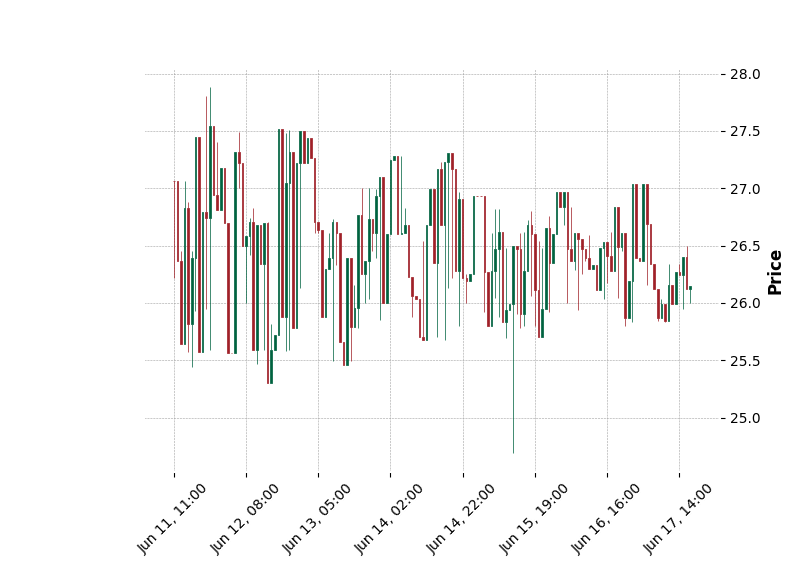 28.0
27.5
27.0
26.5
26.0
25.5
25.0
Price
Jun 11, 11:00
Jun 12, 08:00
Jun 13, 05:00
Jun 14, 02:00
Jun 14, 22:00
Jun 15, 19:00
Jun 16, 16:00
Jun 17, 14:00